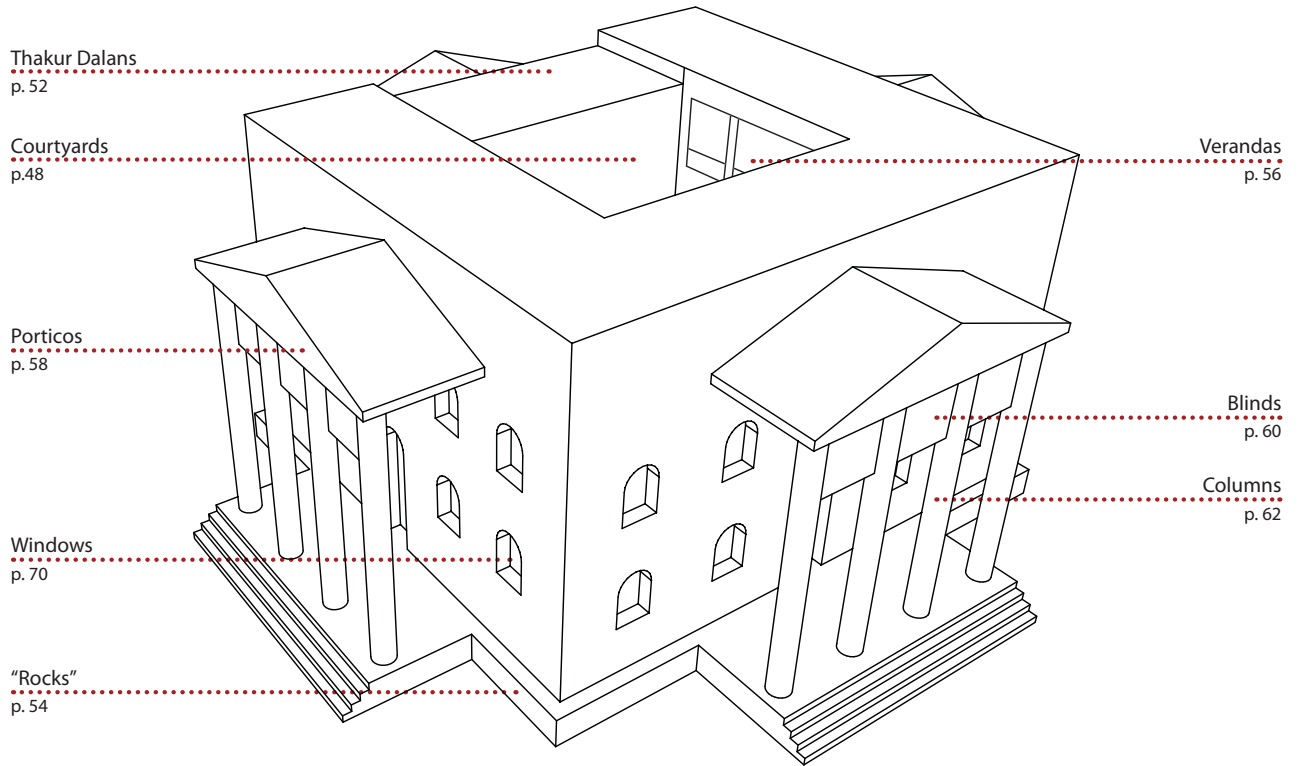 Thakur Dalans
p. 52
Courtyards
p.48
Porticos
p. 58
Windows
p. 70
“Rocks”
p. 54
Verandas
p. 56
Blinds
p. 60
Columns
p. 62